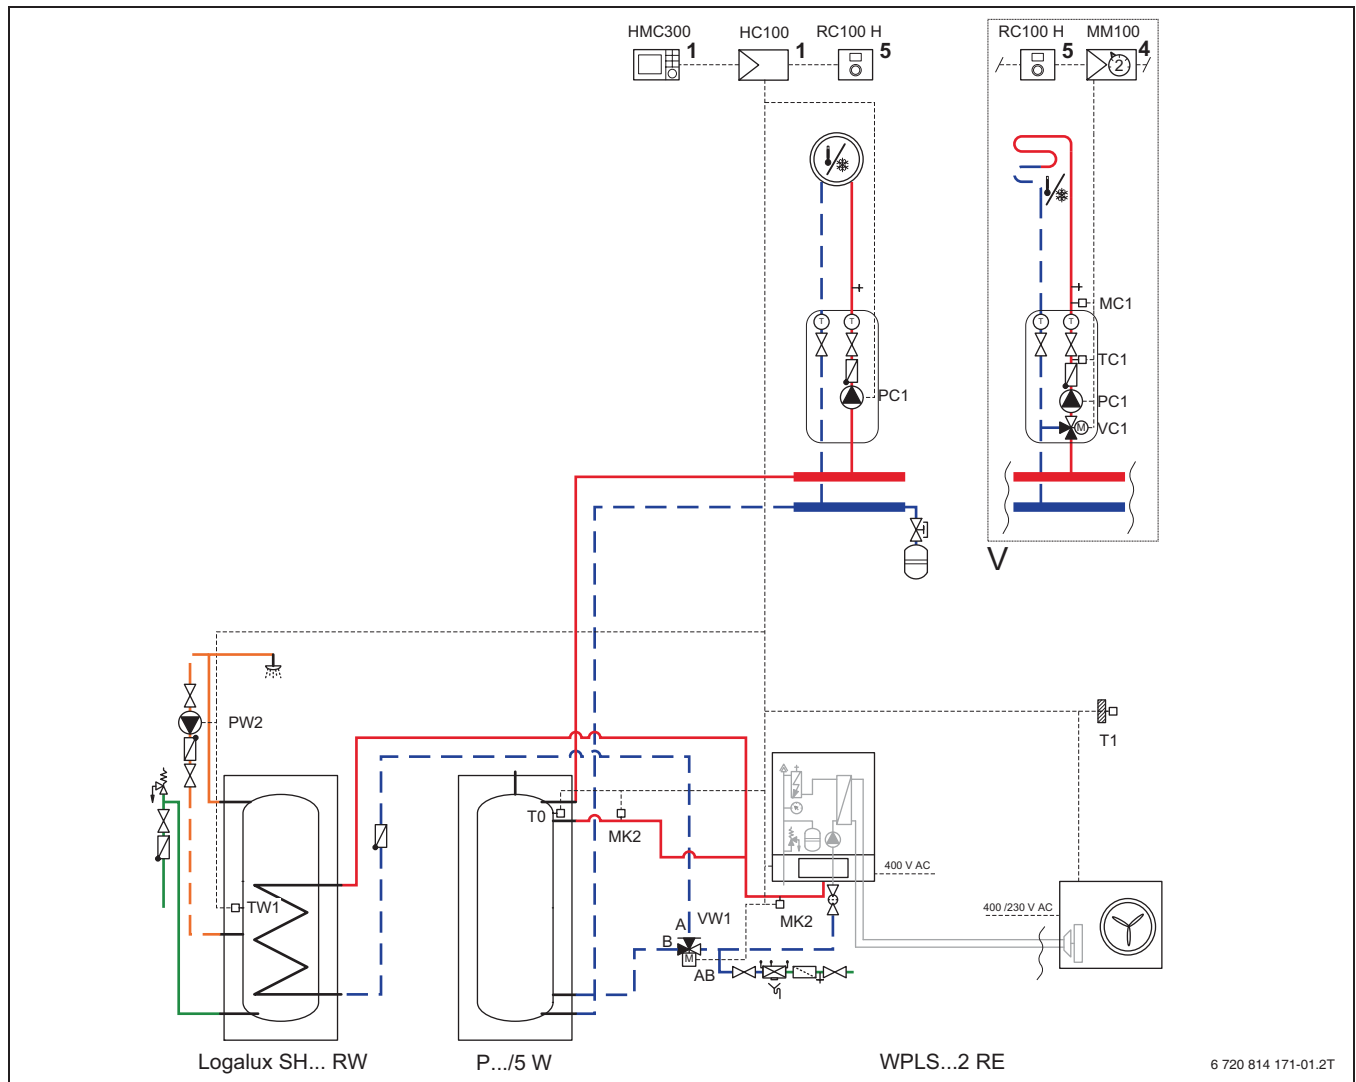 HMC300 HC100 RC100 H RC100 H MM100
1 1 5 5 4
2
MC1
T T T T
TC1
PC1 PC1
M VC1
V
PW2
T1
T0
MK2
400 V AC
TW1
A VW1 MK2 400 /230 V AC
B
M
AB
Logalux SH... RW P.../5 W WPLS...2 RE 6 720 814 171-01.2T